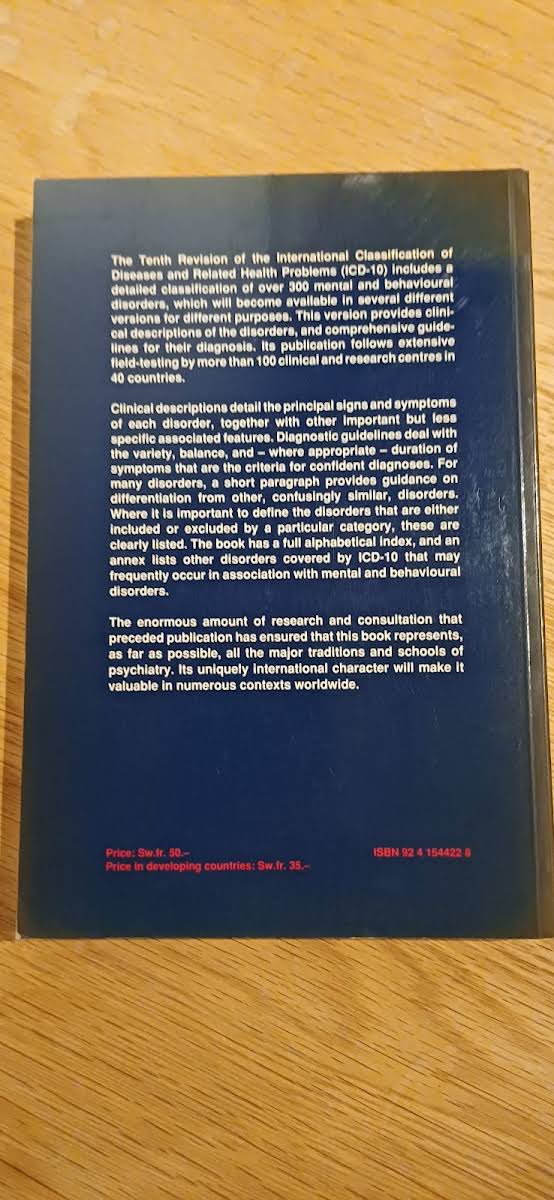 The Tenth Revision of the International Classification of
Diseases and Related Health Problems (ICD-10) includes a
detailed classification of over 300 mental and behavioural
disorders, which will become available in several different
versions for different purposes. This version provides clini-
cal descriptions of the disorders, and comprehensive guide-
lines for their diagnosis. Its publication follows extensive
field-testing by more than 100 clinical and research centres in
40 countries.
Clinical descriptions detail the principal signs and symptoms
of each disorder, together with other important but less
specific associated features. Diagnostic guidelines deal with
the variety, balance, and – where appropriate – duration of
symptoms that are the criteria for confident diagnoses. For
many disorders, a short paragraph provides guidance on
differentiation from other, confusingly similar, disorders.
Where it is important to define the disorders that are either
included or excluded by a particular category, these are
clearly listed. The book has a full alphabetical index, and an
annex lists other disorders covered by ICD-10 that may
frequently occur in association with mental and behavioural
disorders.
The enormous amount of research and consultation that
preceded publication has ensured that this book represents,
as far as possible, all the major traditions and schools of
psychiatry. Its uniquely international character will make it
valuable in numerous contexts worldwide.
Price: Sw.fr. 50.–
Price in developing countries: Sw.fr. 35.–
ISBN 92 4 154422 8